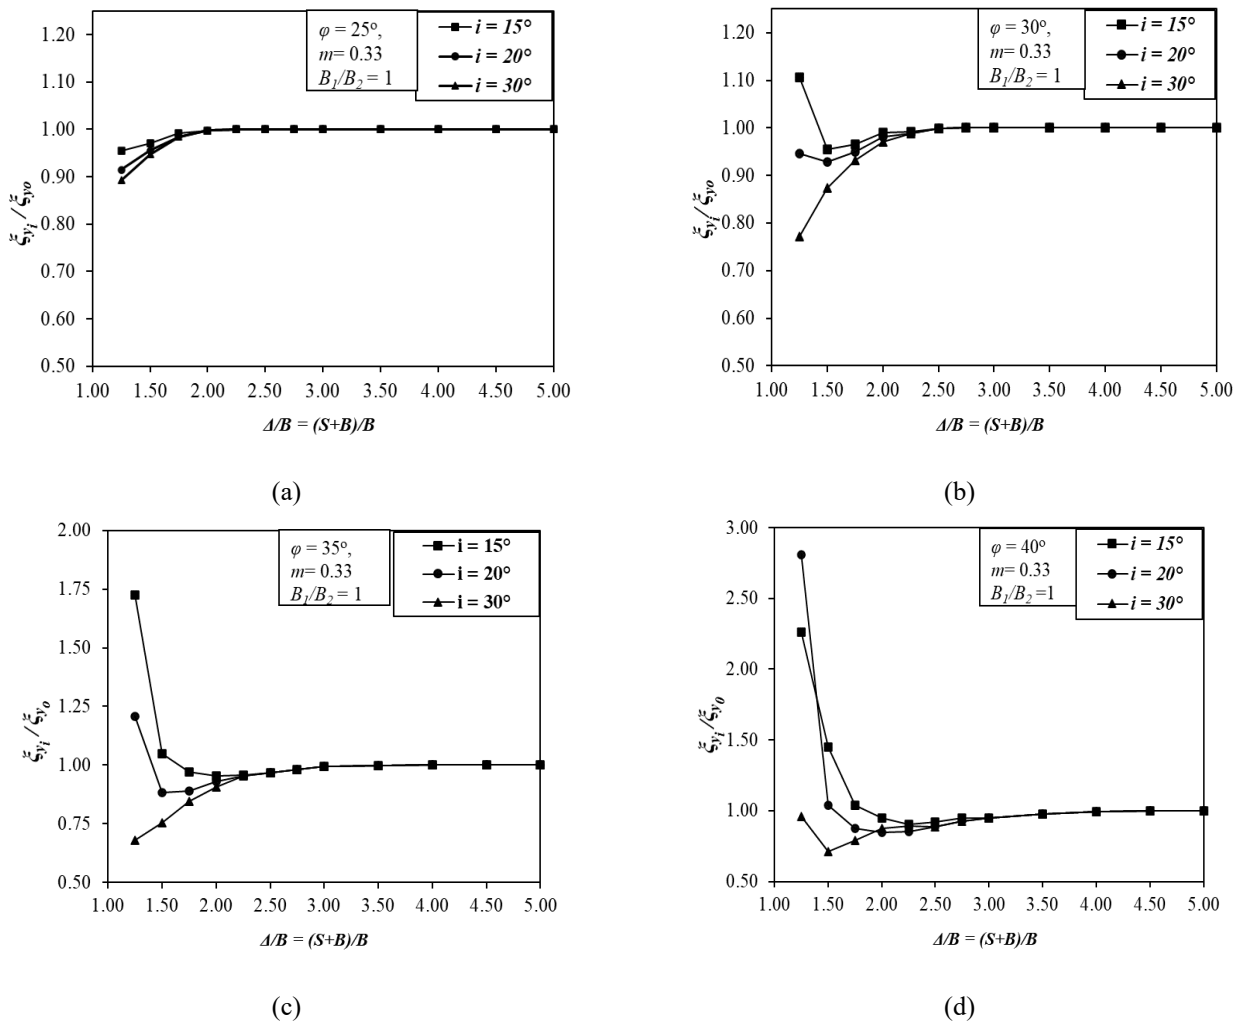 φ = 25°,
m= 0.33
B1/B2 = 1
i = 15°
i = 20°
i = 30°
1.20
1.10
1.00
0.90
0.80
0.70
0.60
0.50
ξyi / ξyo
1.00 1.50 2.00 2.50 3.00 3.50 4.00 4.50 5.00
Δ/B = (S+B)/B
(a)
φ = 30°,
m= 0.33
B1/B2 = 1
i = 15°
i = 20°
i = 30°
1.20
1.10
1.00
0.90
0.80
0.70
0.60
0.50
ξyi / ξyo
1.00 1.50 2.00 2.50 3.00 3.50 4.00 4.50 5.00
Δ/B = (S+B)/B
(b)
φ = 35°,
m= 0.33
B1/B2 = 1
i = 15°
i = 20°
i = 30°
2.00
1.75
1.50
1.25
1.00
0.75
0.50
ξyi / ξyo
1.00 1.50 2.00 2.50 3.00 3.50 4.00 4.50 5.00
Δ/B = (S+B)/B
(c)
φ = 40°
m= 0.33
B1/B2 =1
i = 15°
i = 20°
i = 30°
3.00
2.50
2.00
1.50
1.00
0.50
ξyi/ξy0
1.00 1.50 2.00 2.50 3.00 3.50 4.00 4.50 5.00
Δ/B = (S+B)/B
(d)